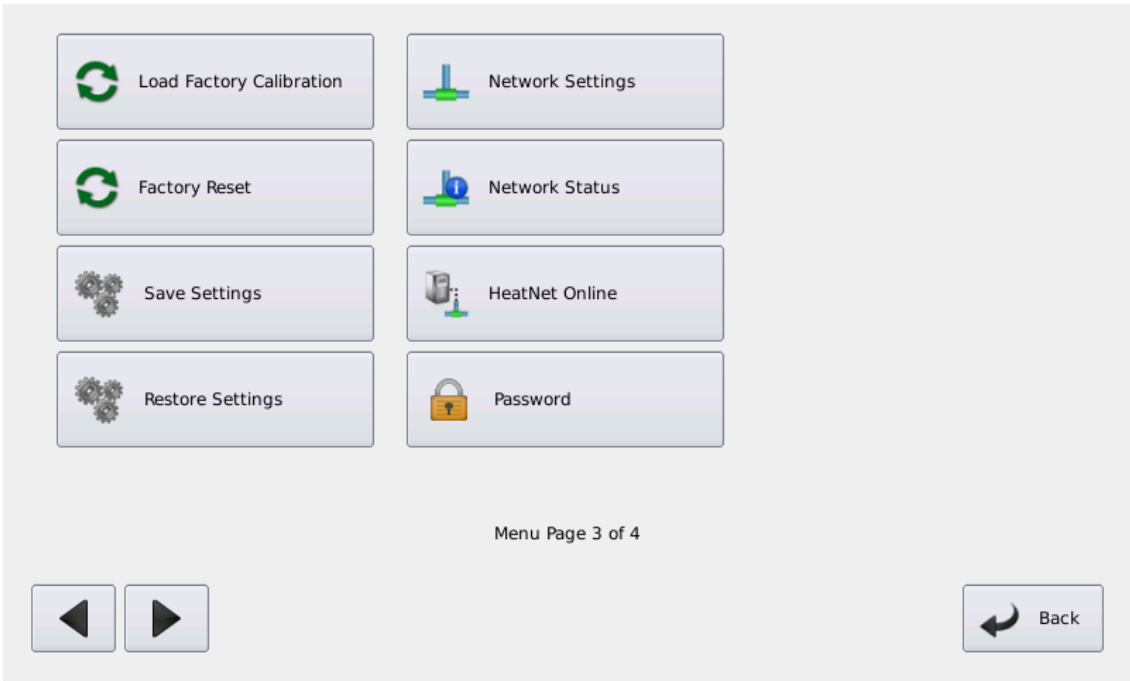 Load Factory Calibration
Network Settings
Factory Reset
Network Status
Save Settings
HeatNet Online
Restore Settings
Password
Menu Page 3 of 4
Back